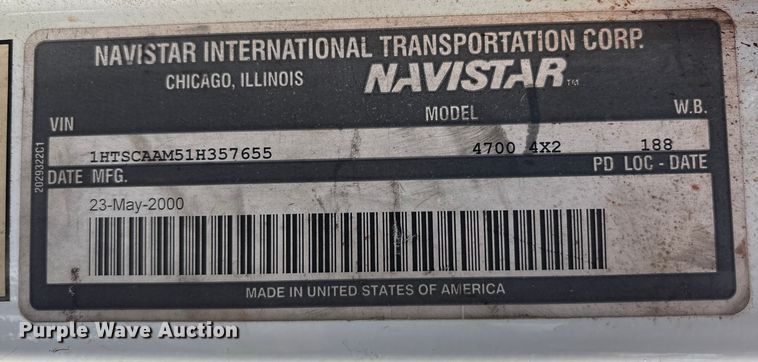 NAVISTAR INTERNATIONAL TRANSPORTATION CORP.
CHICAGO, ILLINOIS NAVISTAR™
VIN MODEL W.B.
1HTSCAAM51H357655 4700 4X2 188
DATE MFG. PD LOC - DATE
23-May-2000
MADE IN UNITED STATES OF AMERICA
2029322C1
Purple Wave Auction